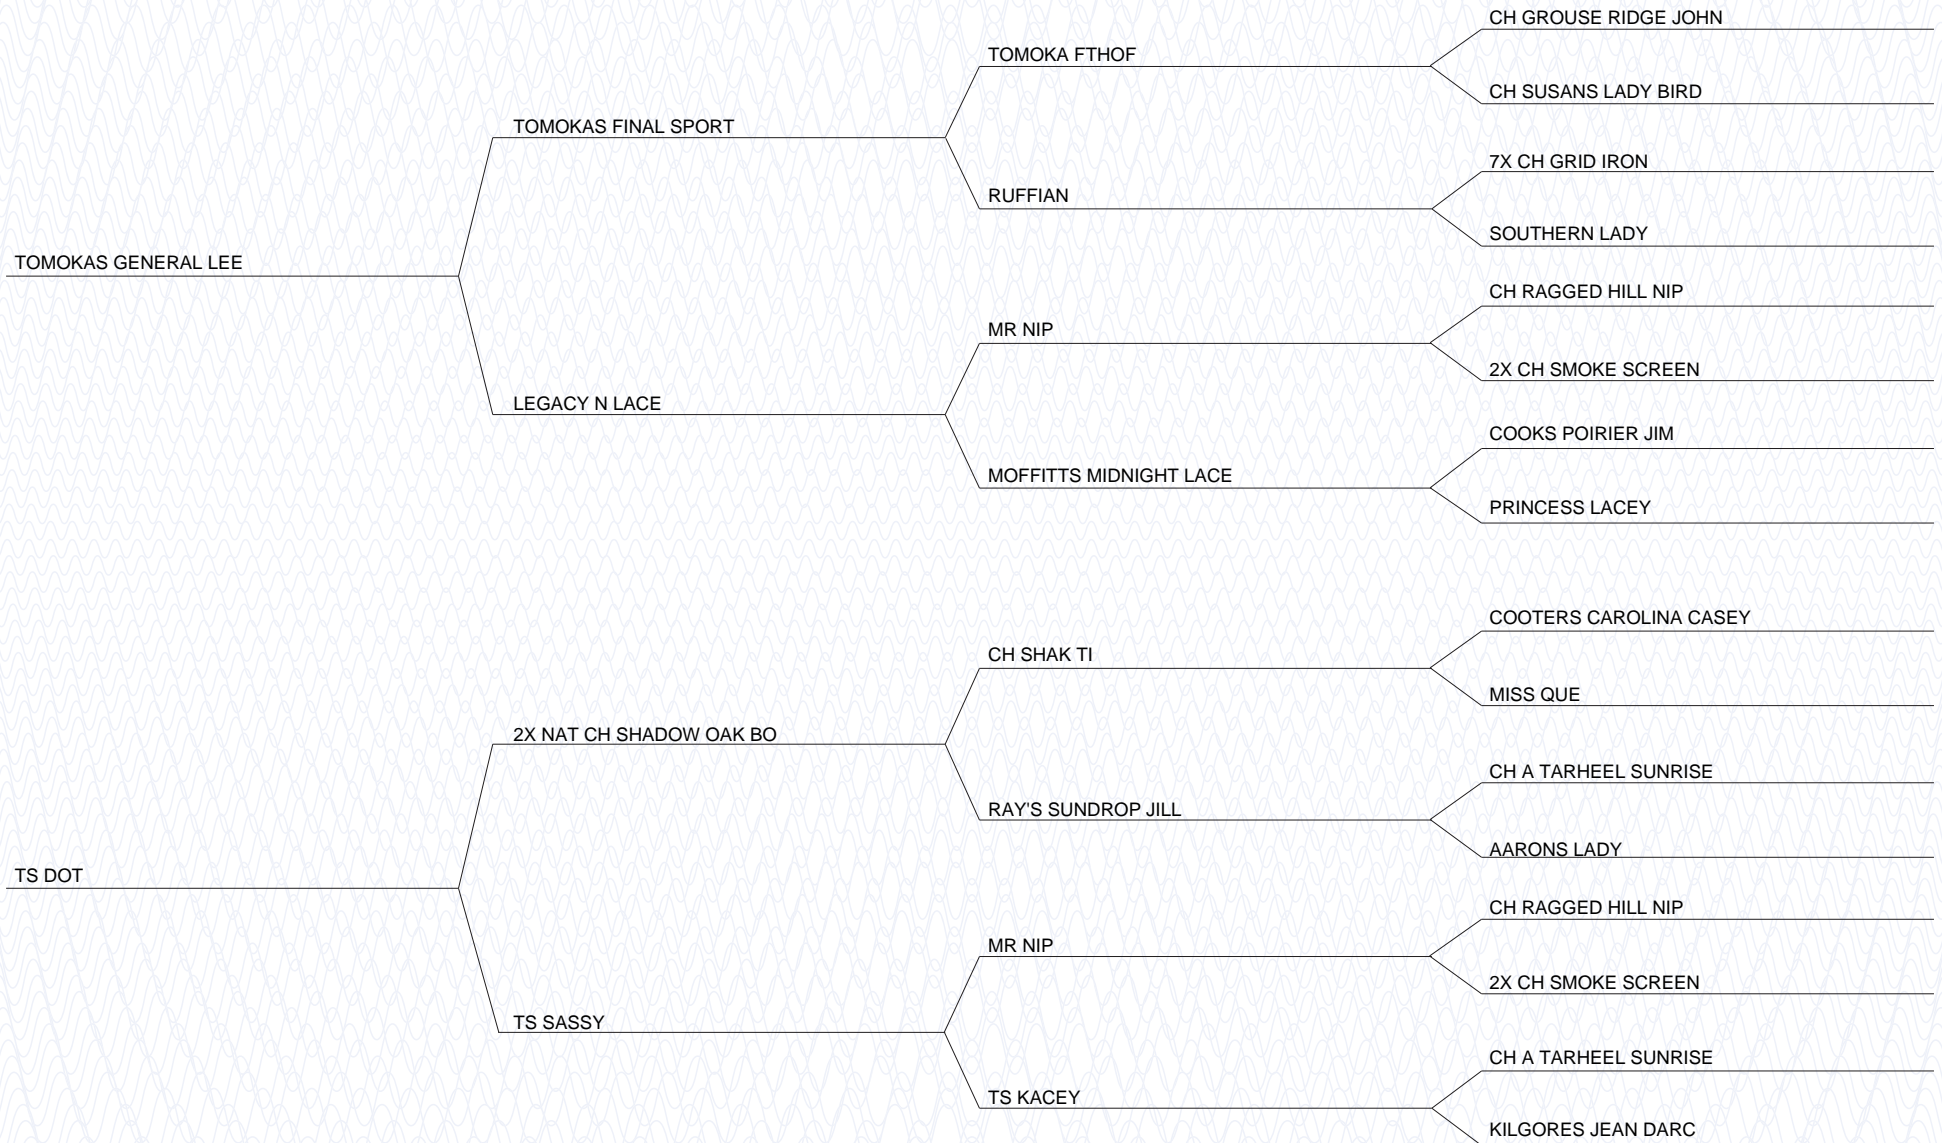 TOMOKAS GENERAL LEE
TOMOKAS FINAL SPORT
TOMOKA FTHOF
CH GROUSE RIDGE JOHN
CH SUSANS LADY BIRD
RUFFIAN
7X CH GRID IRON
SOUTHERN LADY
LEGACY N LACE
MR NIP
CH RAGGED HILL NIP
2X CH SMOKE SCREEN
MOFFITTS MIDNIGHT LACE
COOKS POIRIER JIM
PRINCESS LACEY
TS DOT
2X NAT CH SHADOW OAK BO
CH SHAK TI
COOTERS CAROLINA CASEY
MISS QUE
RAY'S SUNDROP JILL
CH A TARHEEL SUNRISE
AARONS LADY
TS SASSY
MR NIP
CH RAGGED HILL NIP
2X CH SMOKE SCREEN
TS KACEY
CH A TARHEEL SUNRISE
KILGORES JEAN DARC